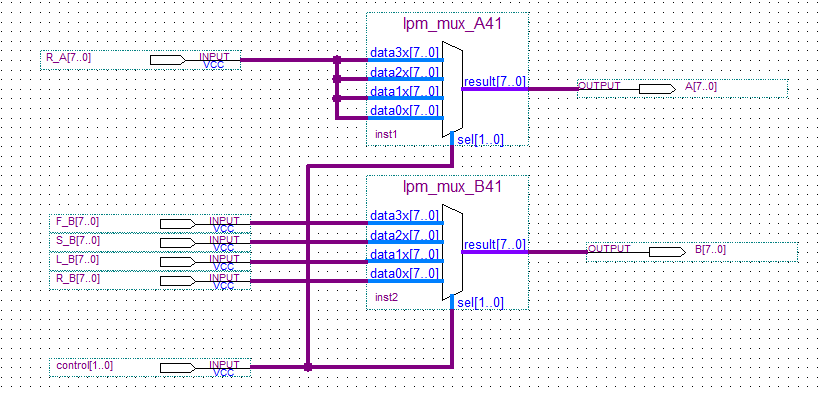 lpm_mux_A41
R_A[7..0] INPUT VCC
data3x[7..0]
data2x[7..0]
data1x[7..0]
data0x[7..0]
result[7..0]
OUTPUT A[7..0]
inst1
sel[1..0]
lpm_mux_B41
F_B[7..0] INPUT VCC
S_B[7..0] INPUT VCC
L_B[7..0] INPUT VCC
R_B[7..0] INPUT VCC
data3x[7..0]
data2x[7..0]
data1x[7..0]
data0x[7..0]
result[7..0]
OUTPUT B[7..0]
inst2
sel[1..0]
control[1..0] INPUT VCC